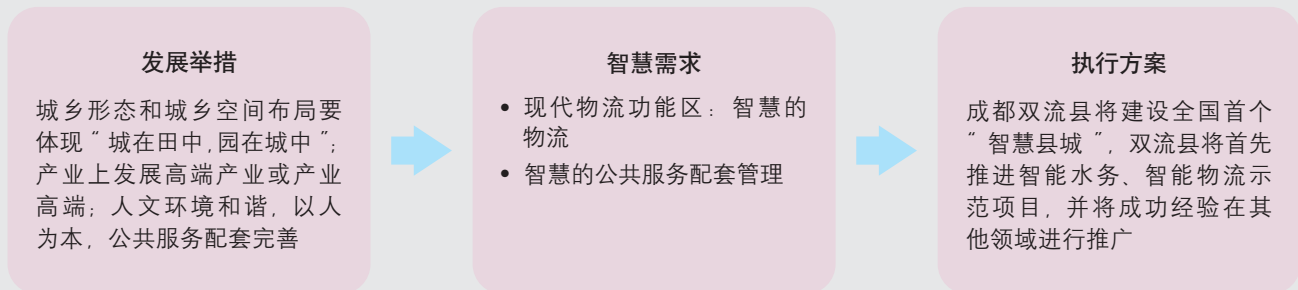 发展举措
城乡形态和城乡空间布局要
体现“城在田中,园在城中”;
产业上发展高端产业或产业
高端；人文环境和谐，以人
为本，公共服务配套完善
智慧需求
• 现代物流功能区：智慧的
物流
• 智慧的公共服务配套管理
执行方案
成都双流县将建设全国首个
“智慧县城”，双流县将首先
推进智能水务、智能物流示
范项目，并将成功经验在其
他领域进行推广